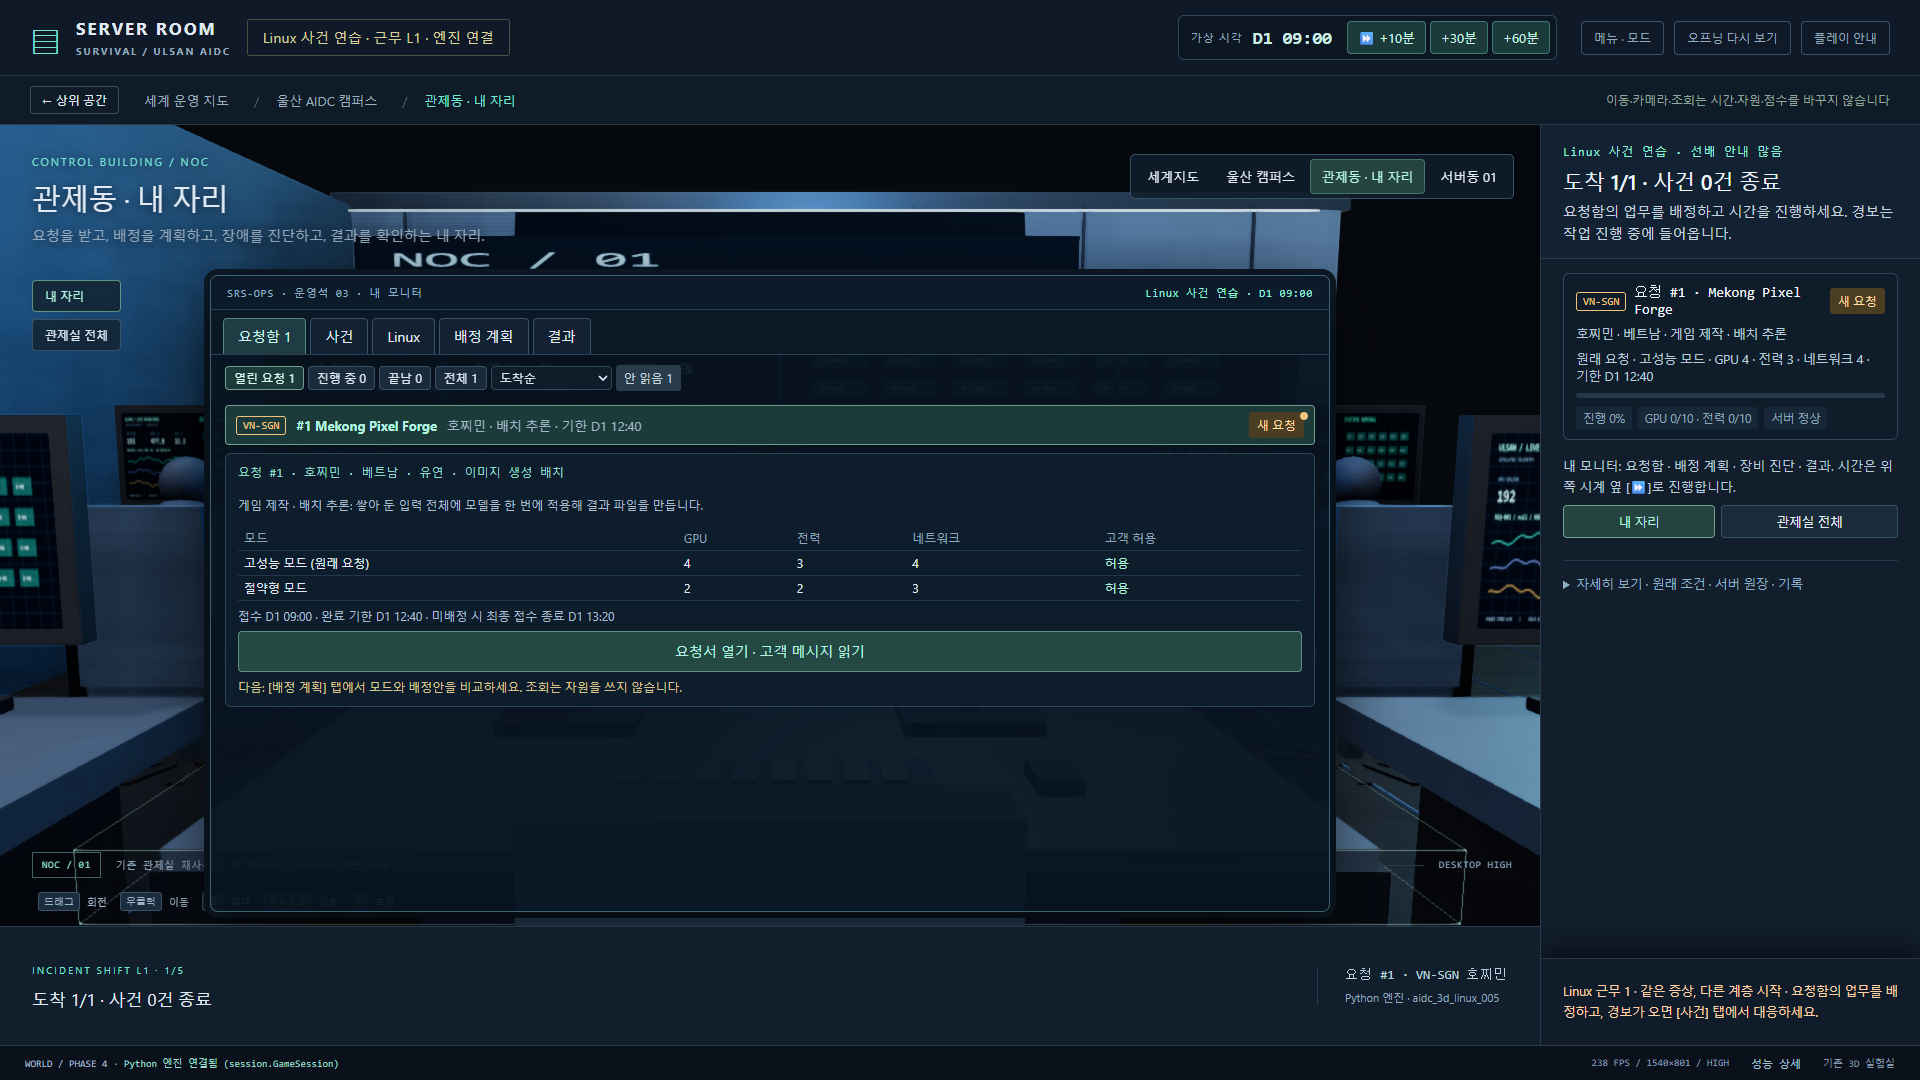 SERVER ROOM
SURVIVAL / ULSAN AIDC
Linux 사건 연습 · 근무 L1 · 엔진 연결
가상 시각 D1 09:00 ⏩ +10분 +30분 +60분
메뉴 · 모드
오프닝 다시 보기
플레이 안내
← 상위 공간
세계 운영 지도 / 울산 AIDC 캠퍼스 / 관제동 · 내 자리
이동·카메라·조회는 시간·자원·점수를 바꾸지 않습니다
CONTROL BUILDING / NOC
관제동 · 내 자리
요청을 받고, 배정을 계획하고, 장애를 진단하고, 결과를 확인하는 내 자리.
세계지도 울산 캠퍼스 관제동 · 내 자리 서버동 01
내 자리
관제실 전체
NOC / 01
SRS-OPS · 운영석 03 · 내 모니터
Linux 사건 연습 · D1 09:00
요청함 1 사건 Linux 배정 계획 결과
열린 요청 1 진행 중 0 끝남 0 전체 1 도착순 안 읽음 1
VN-SGN #1 Mekong Pixel Forge 호찌민 · 배치 추론 · 기한 D1 12:40 새 요청
요청 #1 · 호찌민 · 베트남 · 유연 · 이미지 생성 배치
게임 제작 · 배치 추론: 쌓아 둔 입력 전체에 모델을 한 번에 적용해 결과 파일을 만듭니다.
모드 GPU 전력 네트워크 고객 허용
고성능 모드 (원래 요청) 4 3 4 허용
절약형 모드 2 2 3 허용
접수 D1 09:00 · 완료 기한 D1 12:40 · 미배정 시 최종 접수 종료 D1 13:20
요청서 열기 · 고객 메시지 읽기
다음: [배정 계획] 탭에서 모드와 배정안을 비교하세요. 조회는 자원을 쓰지 않습니다.
ULSAN / LIVE
192
NOC / 01 기존 관제실 재사
DESKTOP HIGH
드래그 회전 우클릭 이동
Linux 사건 연습 · 선배 안내 많음
도착 1/1 · 사건 0건 종료
요청함의 업무를 배정하고 시간을 진행하세요. 경보는
작업 진행 중에 들어옵니다.
VN-SGN 요청 #1 · Mekong Pixel
Forge
새 요청
호찌민 · 베트남 · 게임 제작 · 배치 추론
원래 요청 · 고성능 모드 · GPU 4 · 전력 3 · 네트워크 4 ·
기한 D1 12:40
진행 0% GPU 0/10 · 전력 0/10 서버 정상
내 모니터: 요청함 · 배정 계획 · 장비 진단 · 결과. 시간은 위
쪽 시계 옆 [⏩]로 진행합니다.
내 자리 관제실 전체
▶ 자세히 보기 · 원래 조건 · 서버 원장 · 기록
INCIDENT SHIFT L1 · 1/5
도착 1/1 · 사건 0건 종료
요청 #1 · VN-SGN 호찌민
Python 엔진 · aidc_3d_linux_005
Linux 근무 1 · 같은 증상, 다른 계층 시작 · 요청함의 업무를 배
정하고, 경보가 오면 [사건] 탭에서 대응하세요.
WORLD / PHASE 4 · Python 엔진 연결됨 (session.GameSession)
238 FPS / 1540×801 / HIGH 성능 상세 기존 3D 실험실